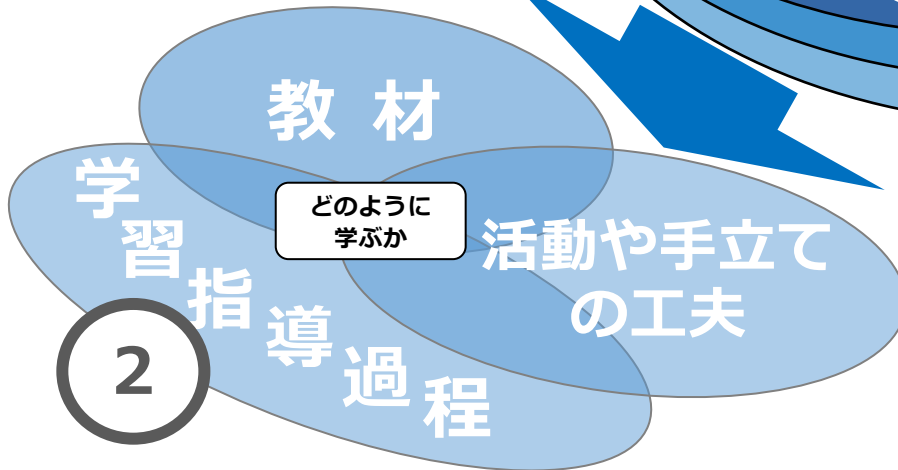 教 材
どのように
学ぶか
活動や手立て
の工夫
学習指導過程
2